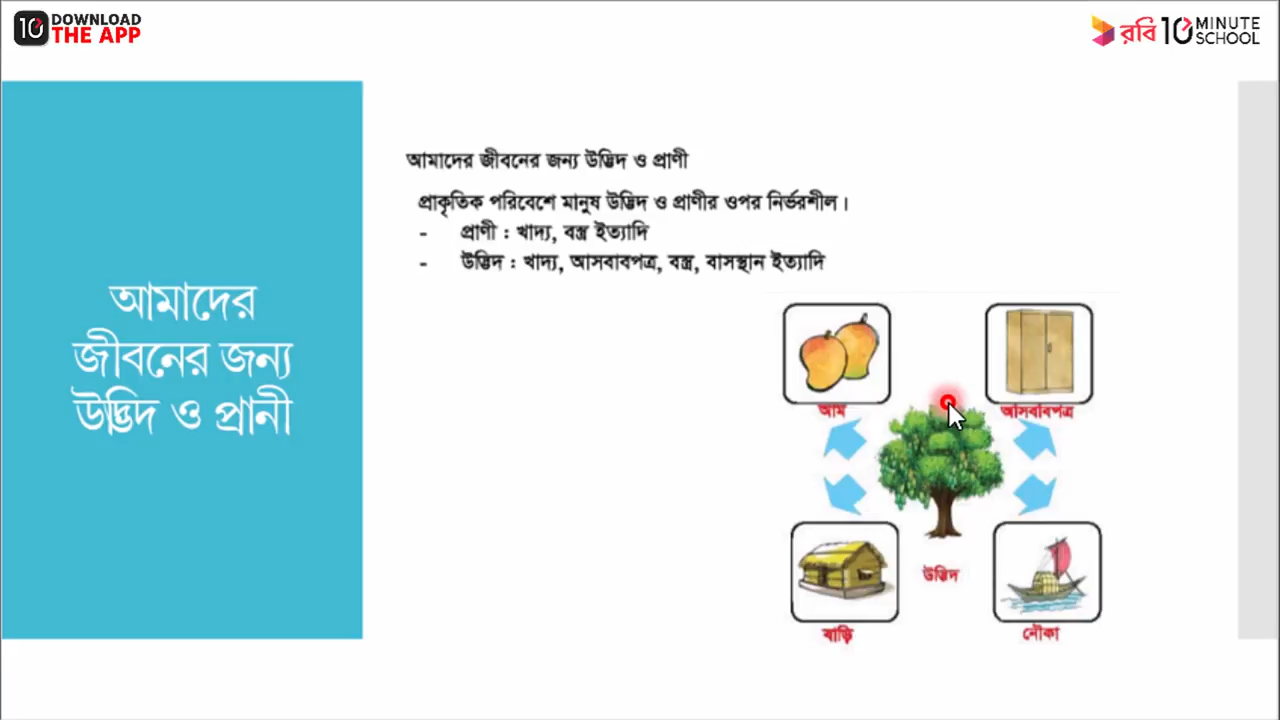 DOWNLOAD
THE APP
রবি 10 MINUTE
SCHOOL
আমাদের
জীবনের জন্য
উদ্ভিদ ও প্রানী
আমাদের জীবনের জন্য উদ্ভিদ ও প্রাণী
প্রাকৃতিক পরিবেশে মানুষ উদ্ভিদ ও প্রাণীর ওপর নির্ভরশীল।
- প্রাণী : খাদ্য, বস্ত্র ইত্যাদি
- উদ্ভিদ : খাদ্য, আসবাবপত্র, বস্ত্র, বাসস্থান ইত্যাদি
আম
আসবাবপত্র
উদ্ভিদ
বাড়ি
নৌকা